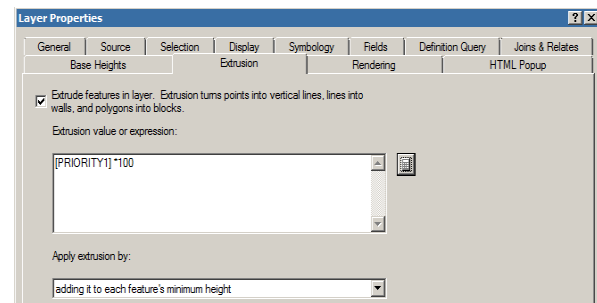 Layer Properties
General Source Selection Display Symbology Fields Definition Query Joins & Relates
Base Heights Extrusion Rendering HTML Popup
Extrude features in layer. Extrusion turns points into vertical lines, lines into
walls, and polygons into blocks.
Extrusion value or expression:
[PRIORITY1] *100
Apply extrusion by:
adding it to each feature's minimum height